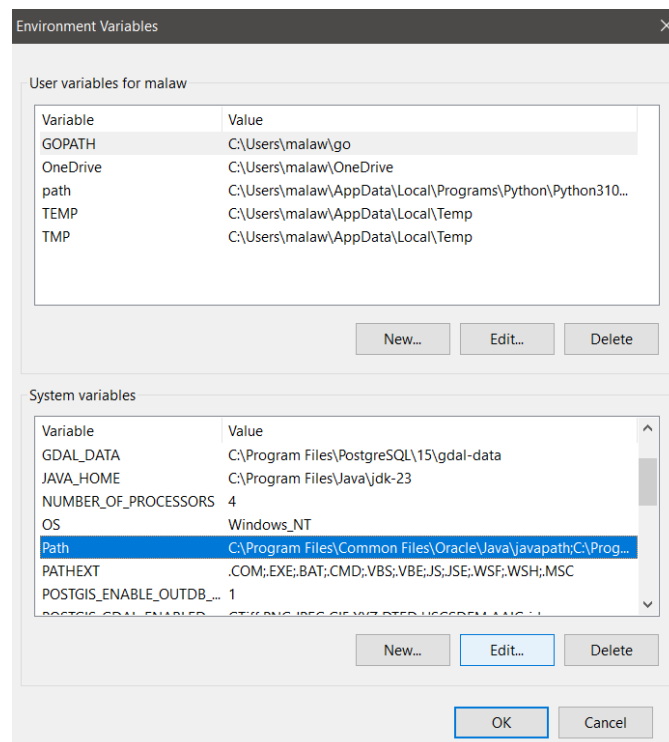 Environment Variables
User variables for malaw
Variable Value
GOPATH C:\Users\malaw\go
OneDrive C:\Users\malaw\OneDrive
path C:\Users\malaw\AppData\Local\Programs\Python\Python310...
TEMP C:\Users\malaw\AppData\Local\Temp
TMP C:\Users\malaw\AppData\Local\Temp
New... Edit... Delete
System variables
Variable Value
GDAL_DATA C:\Program Files\PostgreSQL\15\gdal-data
JAVA_HOME C:\Program Files\Java\jdk-23
NUMBER_OF_PROCESSORS 4
OS Windows_NT
Path C:\Program Files\Common Files\Oracle\Java\javapath;C:\Prog...
PATHEXT .COM;.EXE;.BAT;.CMD;.VBS;.VBE;.JS;.JSE;.WSF;.WSH;.MSC
POSTGIS_ENABLE_OUTDB_... 1
New... Edit... Delete
OK Cancel